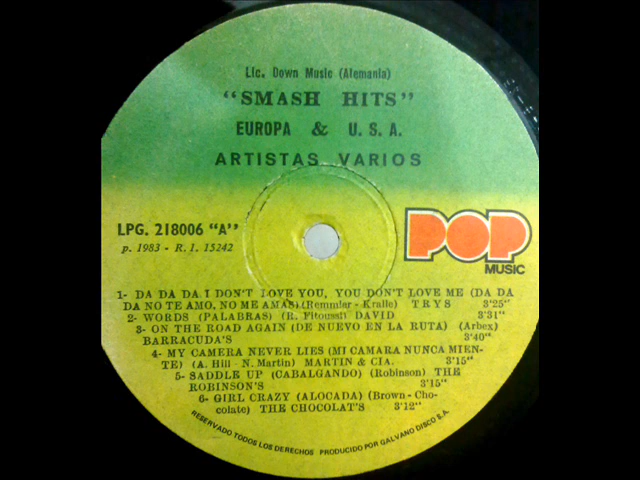 Lic. Down Music (Alemania)
"SMASH HITS"
EUROPA & U.S.A.
ARTISTAS VARIOS
LPG. 218006 "A"
p. 1983 - R. I. 15242
POP
MUSIC
1- DA DA DA I DON'T LOVE YOU, YOU DON'T LOVE ME (DA DA
DA NO TE AMO, NO ME AMAS) (Remmler - Kralle) TRYS 3'25"
2- WORDS (PALABRAS) (R. Fitoussi) DAVID 3'31"
3- ON THE ROAD AGAIN (DE NUEVO EN LA RUTA) (Arbex)
BARRACUDA'S 3'40"
4- MY CAMERA NEVER LIES (MI CAMARA NUNCA MIEN-
TE) (A. Hill - N. Martin) MARTIN & CIA. 3'15"
5- SADDLE UP (CABALGANDO) (Robinson) THE
ROBINSON'S 3'15"
6- GIRL CRAZY (ALOCADA) (Brown - Cho-
colate) THE CHOCOLAT'S 3'12"
RESERVADO TODOS LOS DERECHOS PRODUCIDO POR GALVANO DISCO S.A.